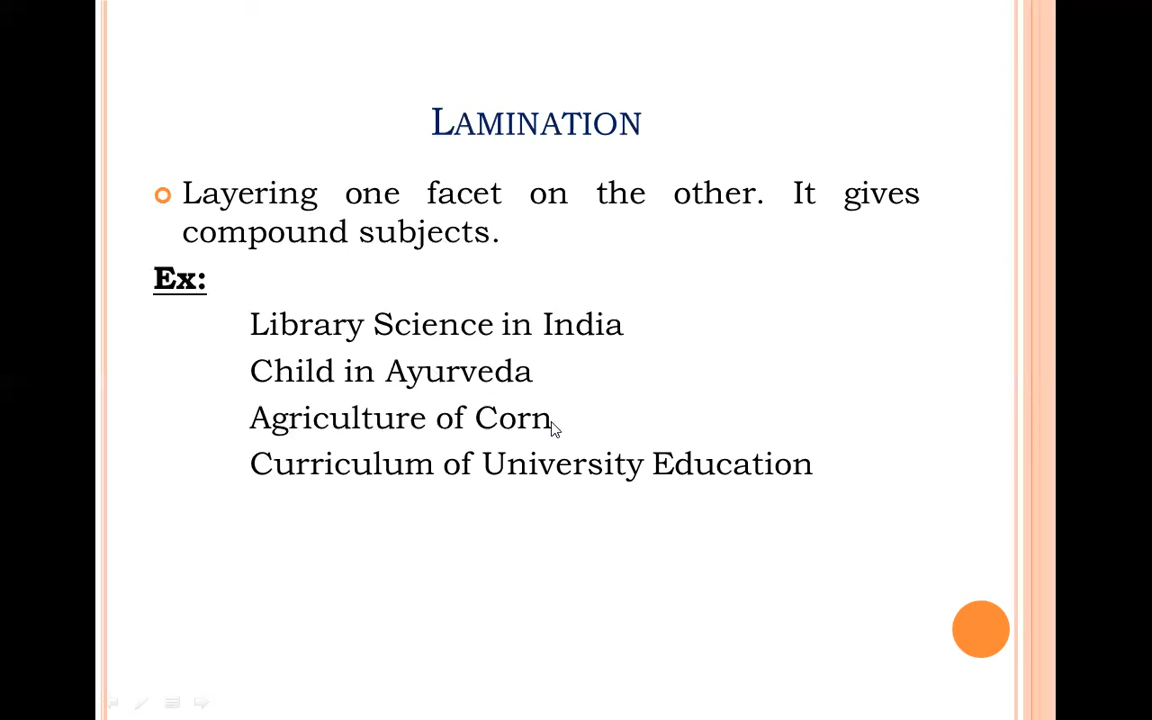 LAMINATION
Layering one facet on the other. It gives
compound subjects.
Ex:
Library Science in India
Child in Ayurveda
Agriculture of Corn
Curriculum of University Education